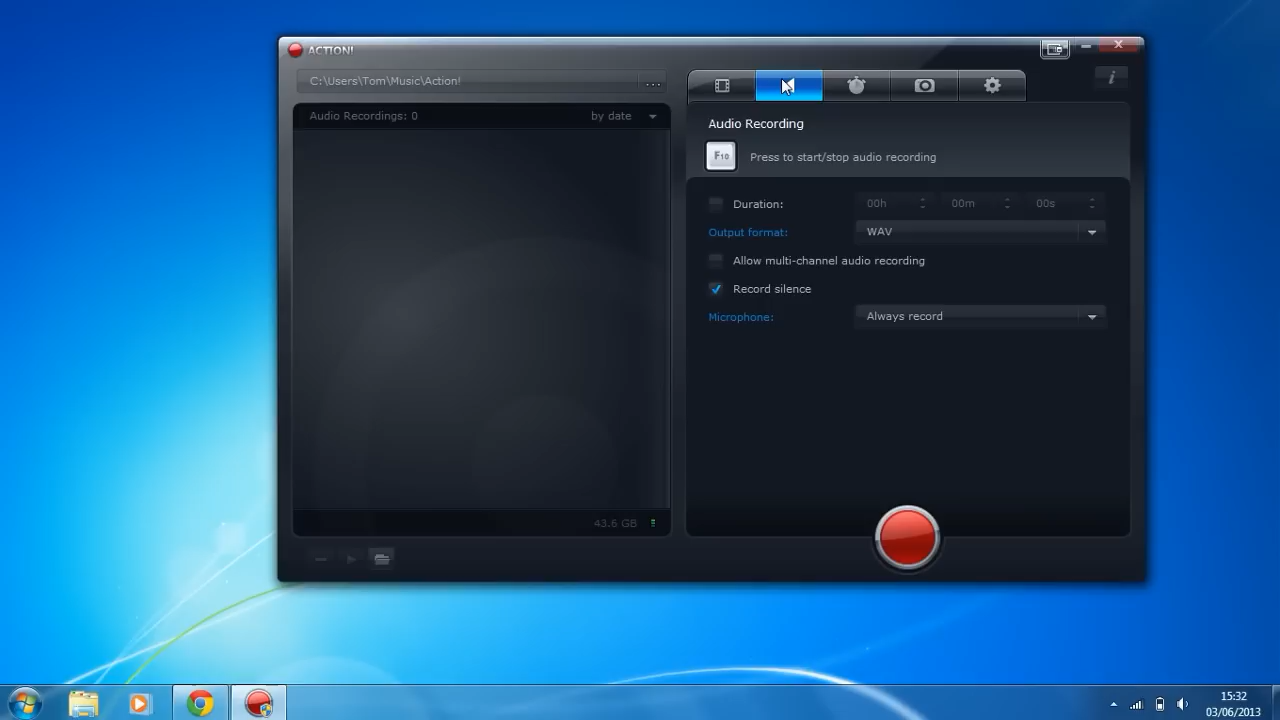 ACTION!
C:\Users\Tom\Music\Action!
...
Audio Recordings: 0
by date
43.6 GB
i
Audio Recording
F10
Press to start/stop audio recording
Duration:
00h
00m
00s
Output format:
WAV
Allow multi-channel audio recording
Record silence
Microphone:
Always record
15:32
03/06/2013